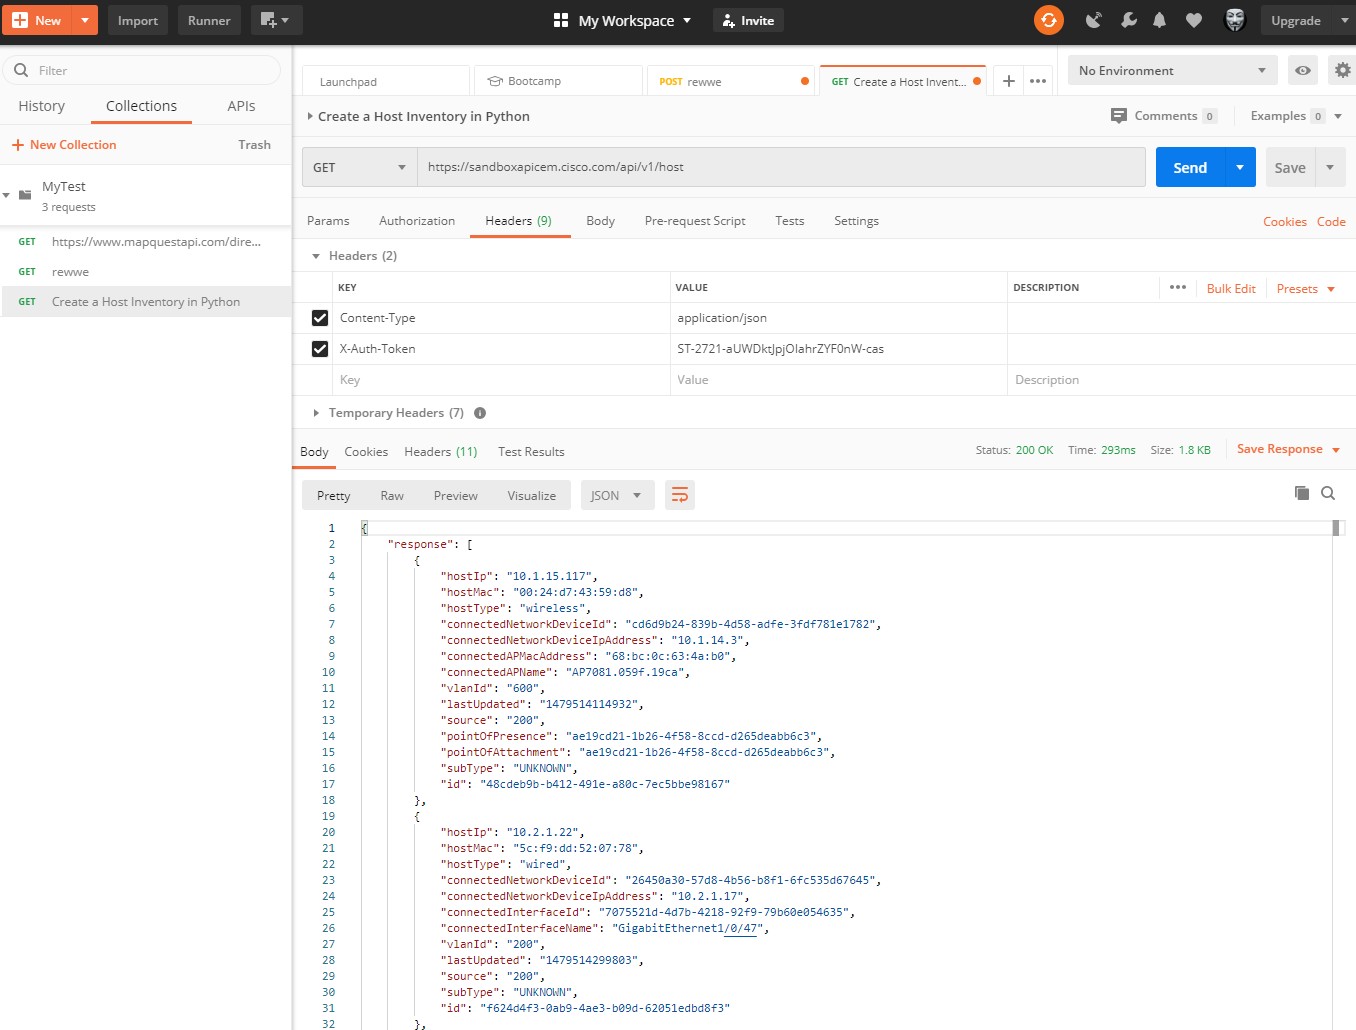 New
Import
Runner
My Workspace
Invite
Upgrade
Filter
History
Collections
APIs
+ New Collection
Trash
MyTest
3 requests
GET https://www.mapquestapi.com/dire...
GET rewwe
GET Create a Host Inventory in Python
Launchpad
Bootcamp
POST rewwe
GET Create a Host Invent...
No Environment
Create a Host Inventory in Python
Comments 0
Examples 0
GET
https://sandboxapicem.cisco.com/api/v1/host
Send
Save
Params
Authorization
Headers (9)
Body
Pre-request Script
Tests
Settings
Cookies
Code
Headers (2)
KEY
VALUE
DESCRIPTION
Bulk Edit
Presets
Content-Type
application/json
X-Auth-Token
ST-2721-aUWDktJpjOlahrZYF0nW-cas
Key
Value
Description
Temporary Headers (7)
Body
Cookies
Headers (11)
Test Results
Status: 200 OK
Time: 293ms
Size: 1.8 KB
Save Response
Pretty
Raw
Preview
Visualize
JSON
1 {
2 "response": [
3 {
4 "hostIp": "10.1.15.117",
5 "hostMac": "00:24:d7:43:59:d8",
6 "hostType": "wireless",
7 "connectedNetworkDeviceId": "cd6d9b24-839b-4d58-adfe-3fdf781e1782",
8 "connectedNetworkDeviceIpAddress": "10.1.14.3",
9 "connectedAPMacAddress": "68:bc:0c:63:4a:b0",
10 "connectedAPName": "AP7081.059f.19ca",
11 "vlanId": "600",
12 "lastUpdated": "1479514114932",
13 "source": "200",
14 "pointOfPresence": "ae19cd21-1b26-4f58-8ccd-d265deabb6c3",
15 "pointOfAttachment": "ae19cd21-1b26-4f58-8ccd-d265deabb6c3",
16 "subType": "UNKNOWN",
17 "id": "48cdeb9b-b412-491e-a80c-7ec5bbe98167"
18 },
19 {
20 "hostIp": "10.2.1.22",
21 "hostMac": "5c:f9:dd:52:07:78",
22 "hostType": "wired",
23 "connectedNetworkDeviceId": "26450a30-57d8-4b56-b8f1-6fc535d67645",
24 "connectedNetworkDeviceIpAddress": "10.2.1.17",
25 "connectedInterfaceId": "7075521d-4d7b-4218-92f9-79b60e054635",
26 "connectedInterfaceName": "GigabitEthernet1/0/47",
27 "vlanId": "200",
28 "lastUpdated": "1479514299803",
29 "source": "200",
30 "subType": "UNKNOWN",
31 "id": "f624d4f3-0ab9-4ae3-b09d-62051edbd8f3"
32 },